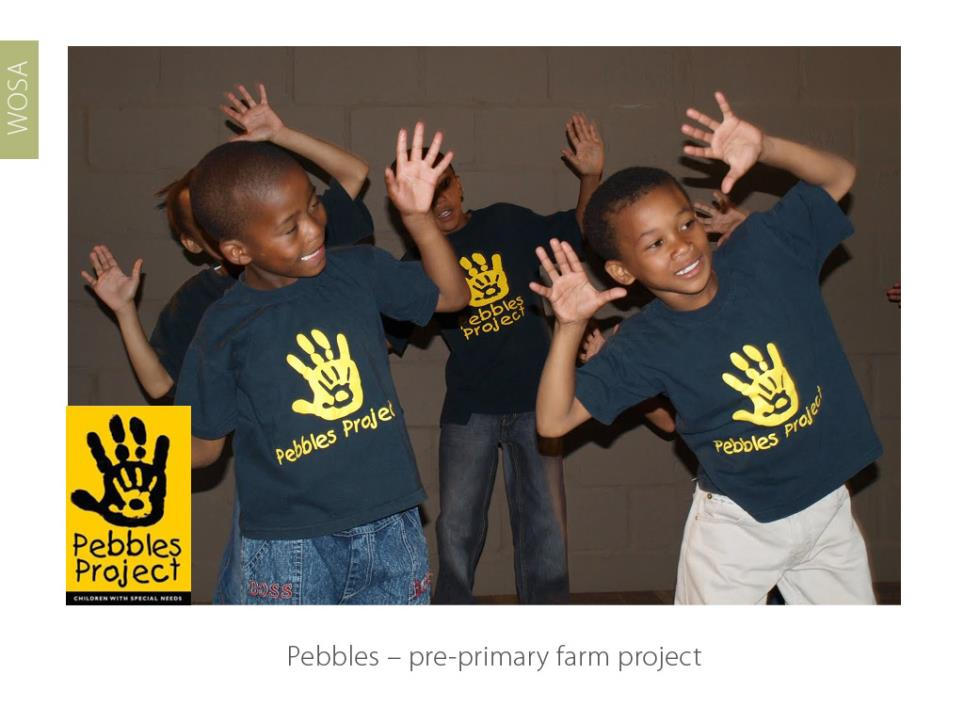 WOSA
Pebbles
Project
Pebbles Project
Pebbles Project
BOSS
Pebbles
Project
CHILDREN WITH SPECIAL NEEDS
Pebbles – pre-primary farm project